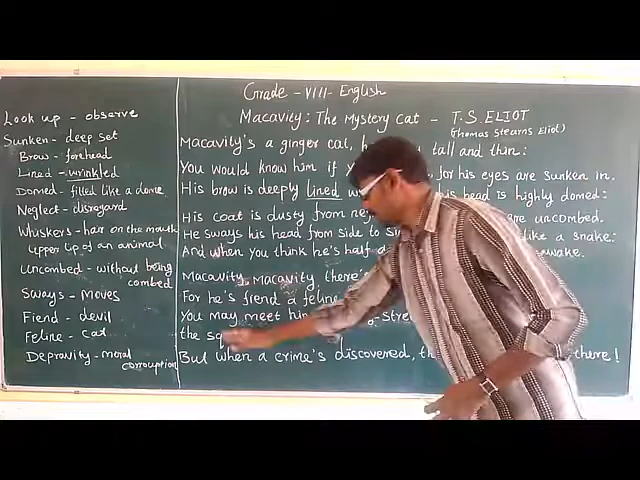 Grade - VIII - English
Macavity: The Mystery Cat - T.S. ELIOT
(Thomas Stearns Eliot)
Look up - observe
Sunken - deep set
Brow - forehead
Lined - wrinkled
Domed - filled like a dome
Neglect - disregard
Whiskers - hair on the mouth
upper lip of an animal
Uncombed - without being
combed
Sways - Moves
Fiend - devil
Feline - cat
Depravity - moral
corruption
Macavity's a ginger cat, h tall and thin:
You would know him if for his eyes are sunken in.
His brow is deeply lined his head is highly domed:
His coat is dusty from are uncombed.
He sways his head from side to like a snake:
And when you think he's half awake.
Macavity, Macavity, there's
For he's fiend a
You may meet
the
But when a crime's discovered, there!